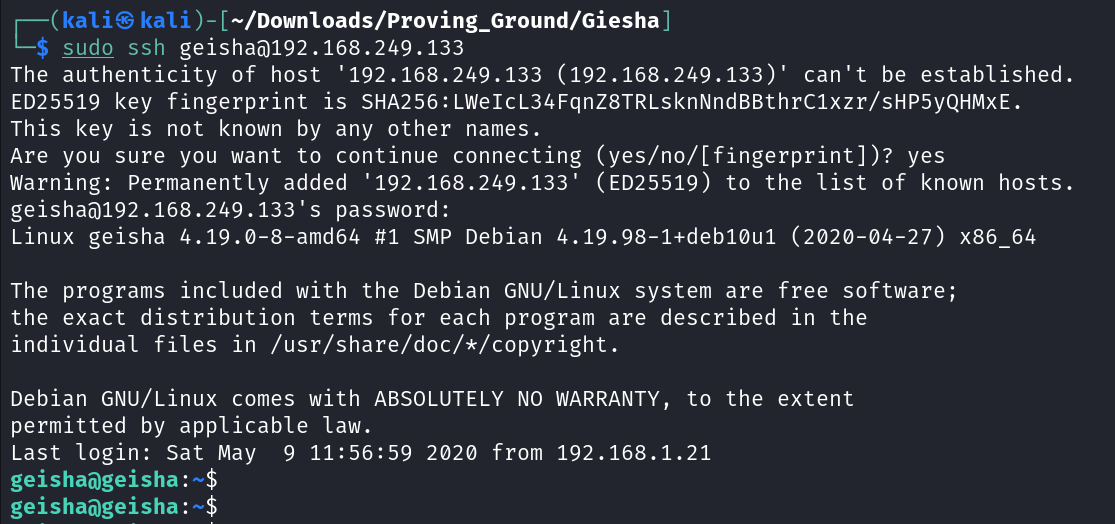 ┌──(kali㉿kali)-[~/Downloads/Proving_Ground/Giesha]
└─$ sudo ssh geisha@192.168.249.133
The authenticity of host '192.168.249.133 (192.168.249.133)' can't be established.
ED25519 key fingerprint is SHA256:LWeIcL34FqnZ8TRLsknNndBBthrC1xzr/sHP5yQHMxE.
This key is not known by any other names.
Are you sure you want to continue connecting (yes/no/[fingerprint])? yes
Warning: Permanently added '192.168.249.133' (ED25519) to the list of known hosts.
geisha@192.168.249.133's password:
Linux geisha 4.19.0-8-amd64 #1 SMP Debian 4.19.98-1+deb10u1 (2020-04-27) x86_64

The programs included with the Debian GNU/Linux system are free software;
the exact distribution terms for each program are described in the
individual files in /usr/share/doc/*/copyright.

Debian GNU/Linux comes with ABSOLUTELY NO WARRANTY, to the extent
permitted by applicable law.
Last login: Sat May  9 11:56:59 2020 from 192.168.1.21
geisha@geisha:~$
geisha@geisha:~$